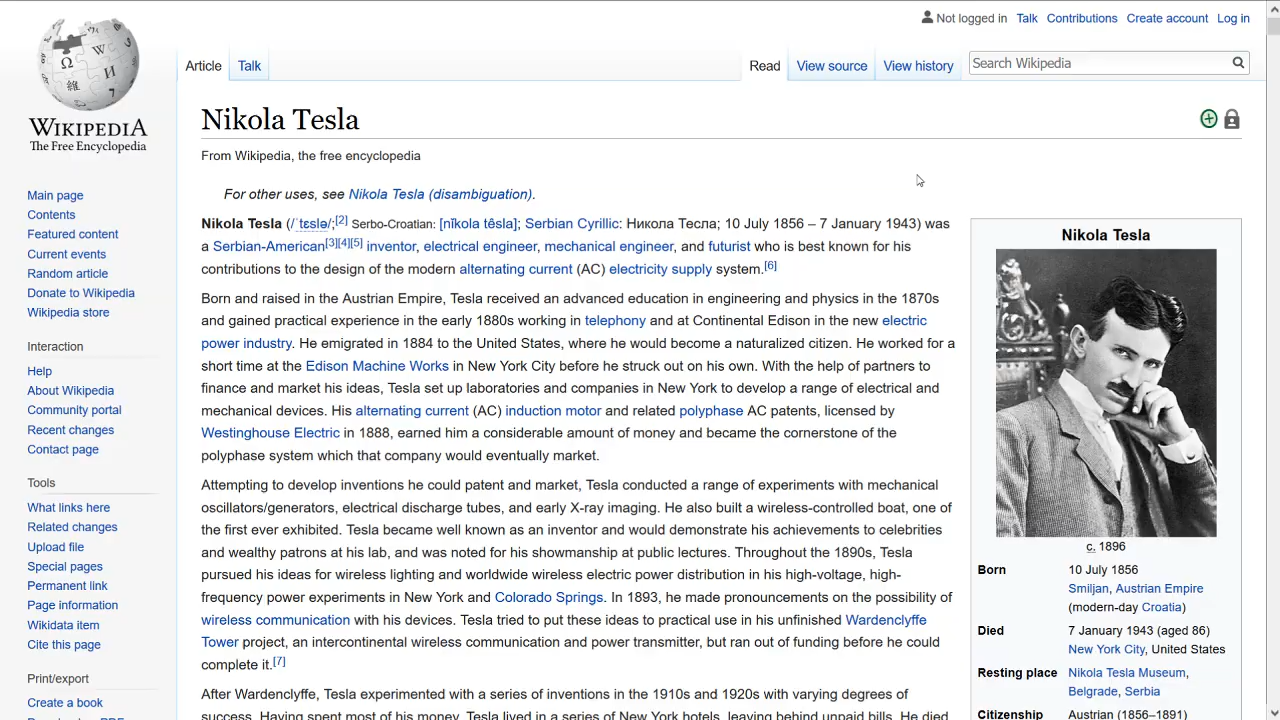 Not logged in Talk Contributions Create account Log in
Article Talk Read View source View history Search Wikipedia
WIKIPEDIA
The Free Encyclopedia
Main page
Contents
Featured content
Current events
Random article
Donate to Wikipedia
Wikipedia store
Interaction
Help
About Wikipedia
Community portal
Recent changes
Contact page
Tools
What links here
Related changes
Upload file
Special pages
Permanent link
Page information
Wikidata item
Cite this page
Print/export
Create a book
Nikola Tesla
From Wikipedia, the free encyclopedia
For other uses, see Nikola Tesla (disambiguation).
Nikola Tesla (/ˈtɛslə/;[2] Serbo-Croatian: [nǐkola têsla]; Serbian Cyrillic: Никола Тесла; 10 July 1856 – 7 January 1943) was
a Serbian-American[3][4][5] inventor, electrical engineer, mechanical engineer, and futurist who is best known for his
contributions to the design of the modern alternating current (AC) electricity supply system.[6]
Born and raised in the Austrian Empire, Tesla received an advanced education in engineering and physics in the 1870s
and gained practical experience in the early 1880s working in telephony and at Continental Edison in the new electric
power industry. He emigrated in 1884 to the United States, where he would become a naturalized citizen. He worked for a
short time at the Edison Machine Works in New York City before he struck out on his own. With the help of partners to
finance and market his ideas, Tesla set up laboratories and companies in New York to develop a range of electrical and
mechanical devices. His alternating current (AC) induction motor and related polyphase AC patents, licensed by
Westinghouse Electric in 1888, earned him a considerable amount of money and became the cornerstone of the
polyphase system which that company would eventually market.
Attempting to develop inventions he could patent and market, Tesla conducted a range of experiments with mechanical
oscillators/generators, electrical discharge tubes, and early X-ray imaging. He also built a wireless-controlled boat, one of
the first ever exhibited. Tesla became well known as an inventor and would demonstrate his achievements to celebrities
and wealthy patrons at his lab, and was noted for his showmanship at public lectures. Throughout the 1890s, Tesla
pursued his ideas for wireless lighting and worldwide wireless electric power distribution in his high-voltage, high-
frequency power experiments in New York and Colorado Springs. In 1893, he made pronouncements on the possibility of
wireless communication with his devices. Tesla tried to put these ideas to practical use in his unfinished Wardenclyffe
Tower project, an intercontinental wireless communication and power transmitter, but ran out of funding before he could
complete it.[7]
After Wardenclyffe, Tesla experimented with a series of inventions in the 1910s and 1920s with varying degrees of
success. Having spent most of his money, Tesla lived in a series of New York hotels, leaving behind unpaid bills. He died
Nikola Tesla
c. 1896
Born 10 July 1856
Smiljan, Austrian Empire
(modern-day Croatia)
Died 7 January 1943 (aged 86)
New York City, United States
Resting place Nikola Tesla Museum,
Belgrade, Serbia
Citizenship Austrian (1856–1891)